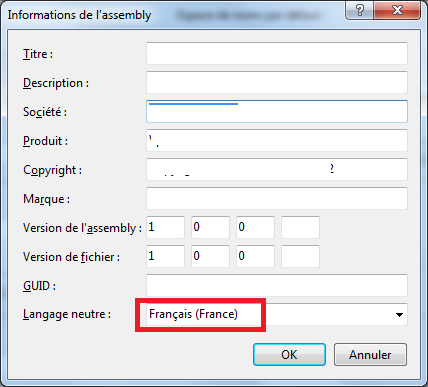 Informations de l'assembly
Titre :
Description :
Société :
Produit :
Copyright :
2
Marque :
Version de l'assembly : 1 0 0
Version de fichier : 1 0 0
GUID :
Langage neutre : Français (France)
OK Annuler